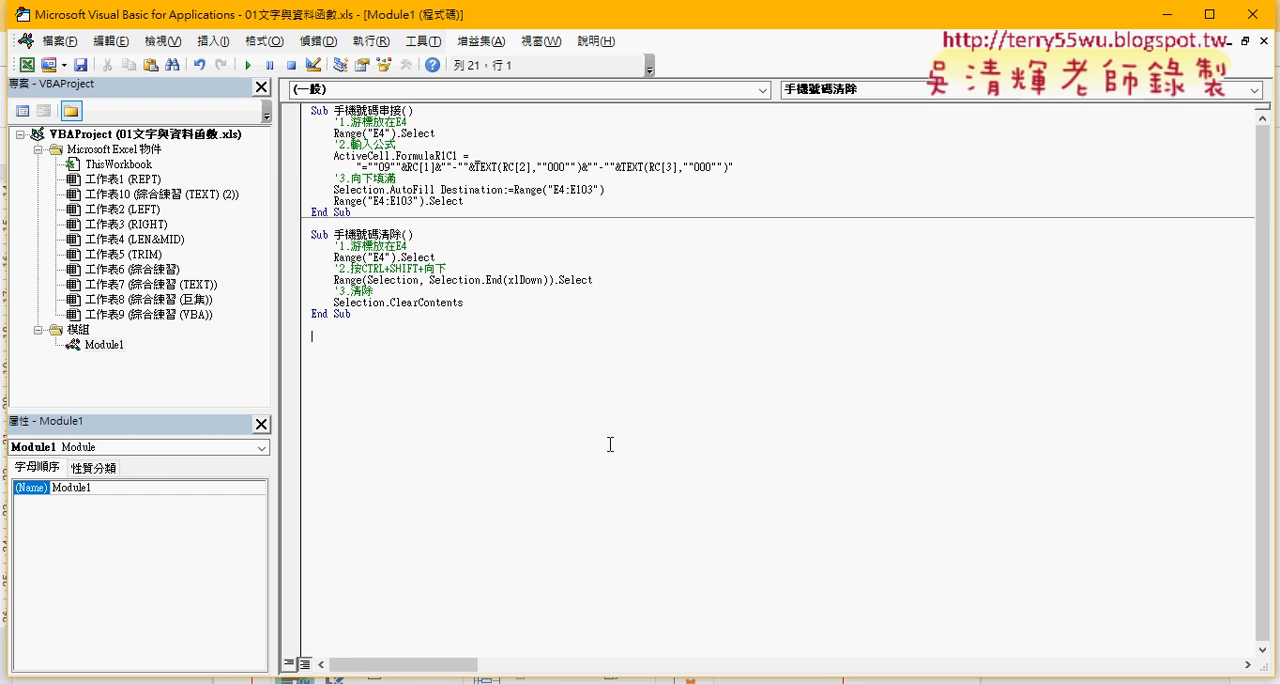 Microsoft Visual Basic for Applications - 01文字與資料函數.xls - [Module1 (程式碼)]
檔案(F) 編輯(E) 檢視(V) 插入(I) 格式(O) 偵錯(D) 執行(R) 工具(T) 增益集(A) 視窗(W) 說明(H)
http://terry55wu.blogspot.tw
吳清輝老師錄製
列 21，行 1
專案 - VBAProject
(一般)
手機號碼清除
VBAProject (01文字與資料函數.xls)
Microsoft Excel 物件
ThisWorkbook
工作表1 (REPT)
工作表10 (綜合練習 (TEXT) (2))
工作表2 (LEFT)
工作表3 (RIGHT)
工作表4 (LEN&MID)
工作表5 (TRIM)
工作表6 (綜合練習)
工作表7 (綜合練習 (TEXT))
工作表8 (綜合練習 (巨集))
工作表9 (綜合練習 (VBA))
模組
Module1
Sub 手機號碼串接()
'1.游標放在E4
Range("E4").Select
'2.輸入公式
ActiveCell.FormulaR1C1 = _
"=""09""&RC[1]&""-""&TEXT(RC[2],""000"")&""-""&TEXT(RC[3],""000"")"
'3.向下填滿
Selection.AutoFill Destination:=Range("E4:E103")
Range("E4:E103").Select
End Sub
Sub 手機號碼清除()
'1.游標放在E4
Range("E4").Select
'2.按CTRL+SHIFT+向下
Range(Selection, Selection.End(xlDown)).Select
'3.清除
Selection.ClearContents
End Sub
屬性 - Module1
Module1 Module
字母順序 性質分類
(Name) Module1